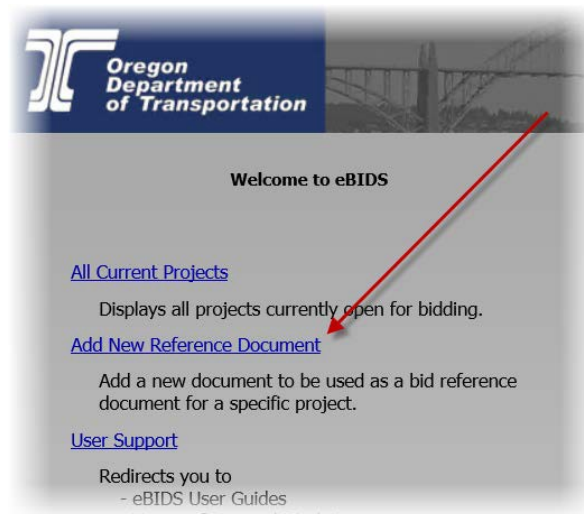 Oregon
Department
of Transportation
Welcome to eBIDS
All Current Projects
Displays all projects currently open for bidding.
Add New Reference Document
Add a new document to be used as a bid reference
document for a specific project.
User Support
Redirects you to
- eBIDS User Guides